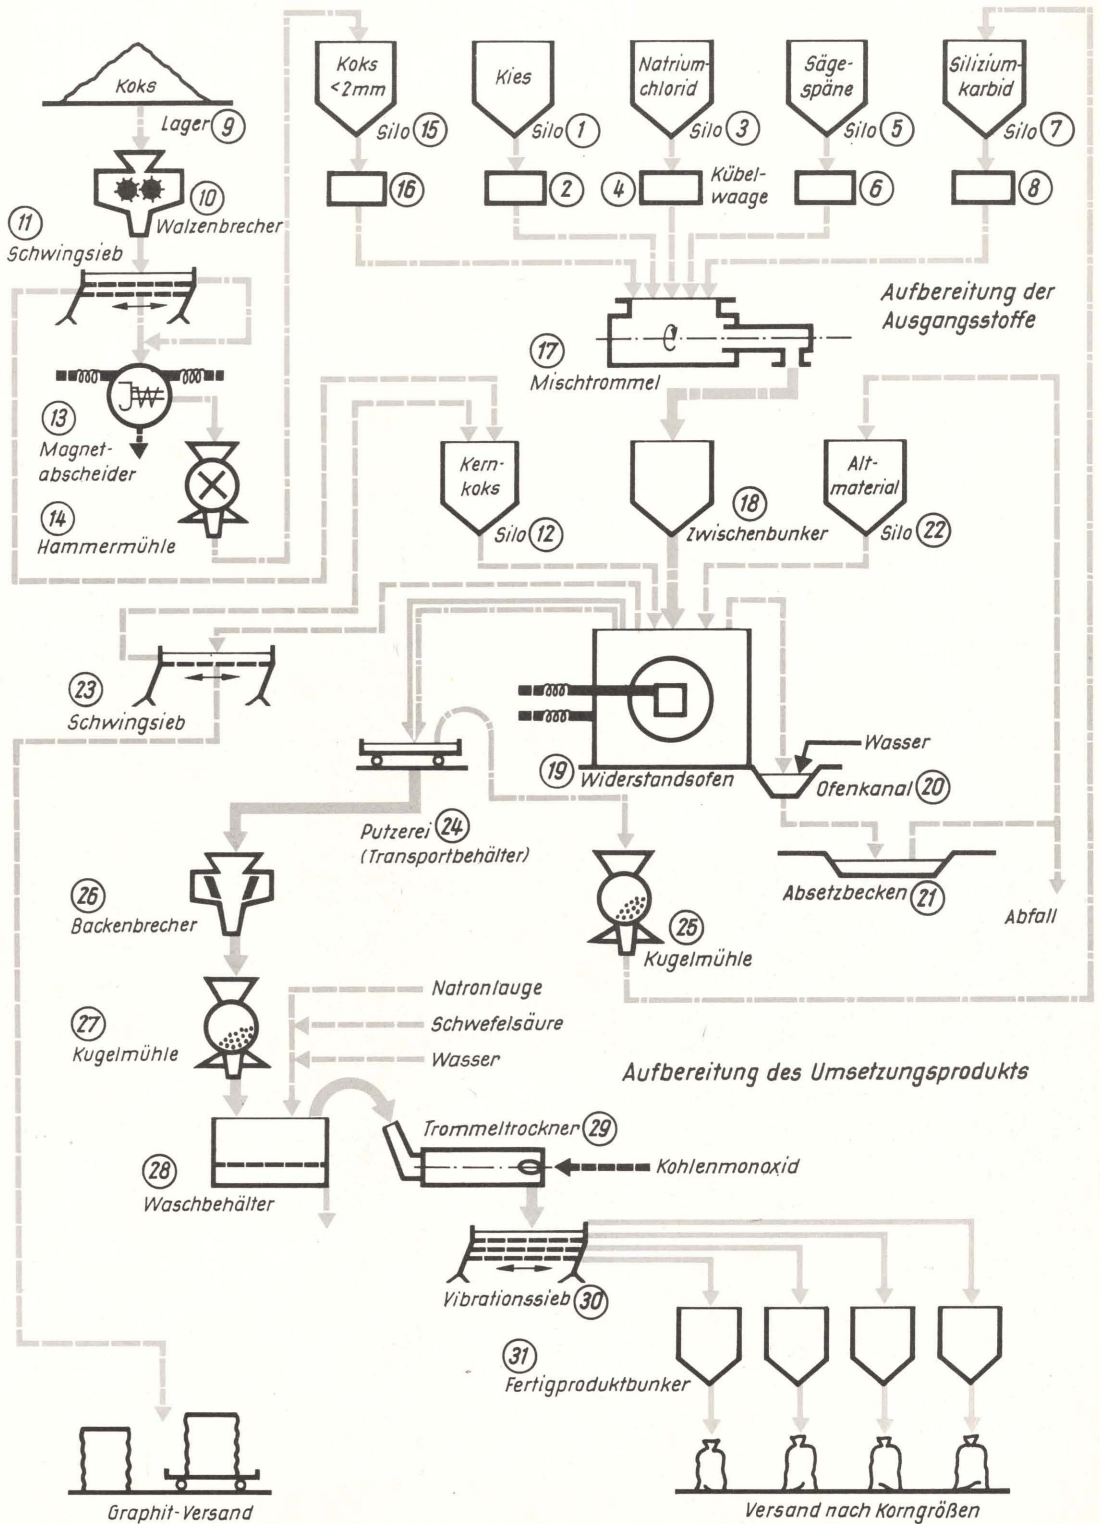 Koks
Lager 9
10
Walzenbrecher
11
Schwingsieb
13
Magnet-
abscheider
14
Hammermühle
Koks
<2mm
Silo 15
16
Kies
Silo 1
2
Natrium-
chlorid
Silo 3
4
Kübel-
waage
Säge-
späne
Silo 5
6
Silizium-
karbid
Silo 7
8
Aufbereitung der
Ausgangsstoffe
17
Mischtrommel
Kern-
koks
Silo 12
18
Zwischenbunker
Alt-
material
Silo 22
23
Schwingsieb
19 Widerstandsofen
Wasser
Ofenkanal 20
Putzerei 24
(Transportbehälter)
Absetzbecken 21
Abfall
26
Backenbrecher
25
Kugelmühle
27
Kugelmühle
Natronlauge
Schwefelsäure
Wasser
Aufbereitung des Umsetzungsprodukts
28
Waschbehälter
Trommeltrockner 29
Kohlenmonoxid
Vibrationssieb 30
31
Fertigproduktbunker
Graphit-Versand
Versand nach Korngrößen